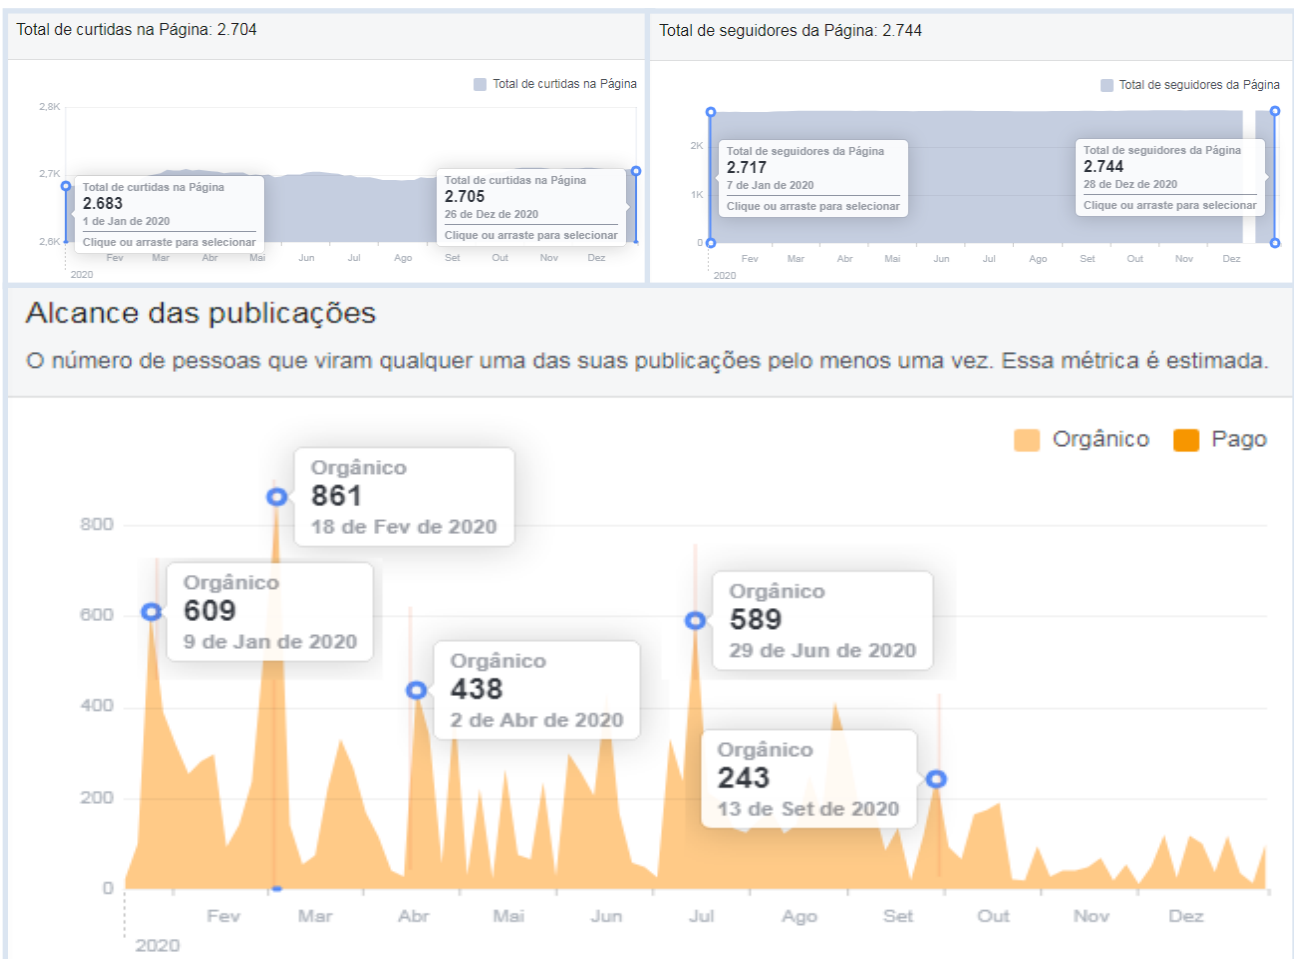 Total de curtidas na Página: 2.704
Total de curtidas na Página
2,8K
2,7K
2,6K
Total de curtidas na Página
2.683
1 de Jan de 2020
Clique ou arraste para selecionar
Total de curtidas na Página
2.705
26 de Dez de 2020
Clique ou arraste para selecionar
Fev Mar Abr Mai Jun Jul Ago Set Out Nov Dez
2020
Total de seguidores da Página: 2.744
Total de seguidores da Página
2K
1K
0
Total de seguidores da Página
2.717
7 de Jan de 2020
Clique ou arraste para selecionar
Total de seguidores da Página
2.744
28 de Dez de 2020
Clique ou arraste para selecionar
Fev Mar Abr Mai Jun Jul Ago Set Out Nov Dez
2020
Alcance das publicações
O número de pessoas que viram qualquer uma das suas publicações pelo menos uma vez. Essa métrica é estimada.
Orgânico Pago
800
600
400
200
0
Orgânico
609
9 de Jan de 2020
Orgânico
861
18 de Fev de 2020
Orgânico
438
2 de Abr de 2020
Orgânico
589
29 de Jun de 2020
Orgânico
243
13 de Set de 2020
Fev Mar Abr Mai Jun Jul Ago Set Out Nov Dez
2020